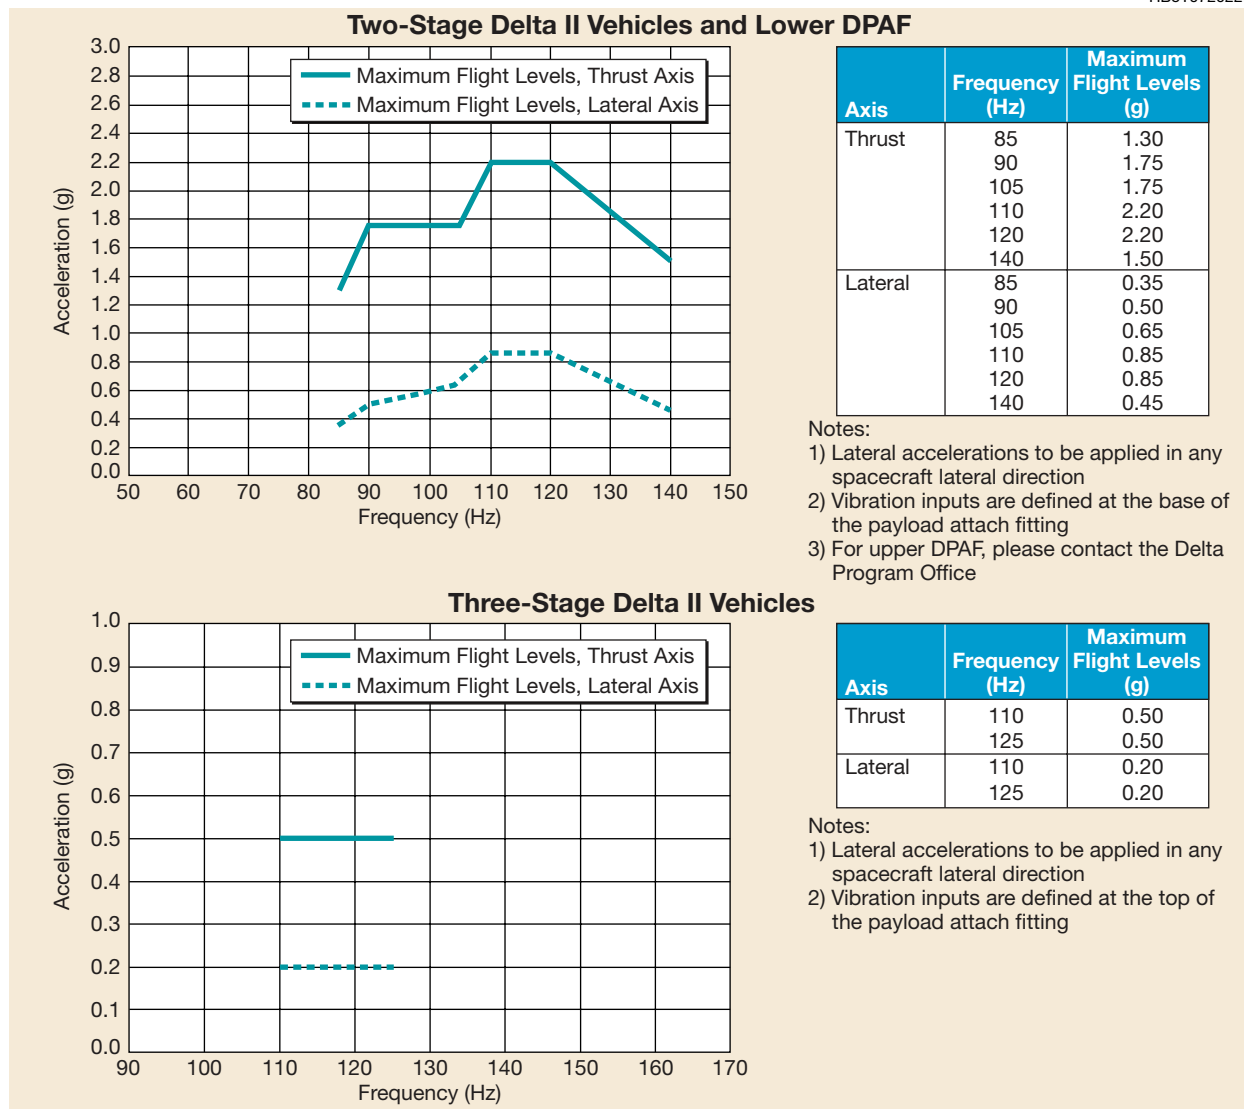 Two-Stage Delta II Vehicles and Lower DPAF
3.0
2.8
2.6
2.4
2.2
2.0
1.8
1.6
1.4
1.2
1.0
0.8
0.6
0.4
0.2
0.0
Acceleration (g)
Maximum Flight Levels, Thrust Axis
Maximum Flight Levels, Lateral Axis
50 60 70 80 90 100 110 120 130 140 150
Frequency (Hz)
Axis Frequency (Hz) Maximum Flight Levels (g)
Thrust 85 1.30
90 1.75
105 1.75
110 2.20
120 2.20
140 1.50
Lateral 85 0.35
90 0.50
105 0.65
110 0.85
120 0.85
140 0.45
Notes:
1) Lateral accelerations to be applied in any
spacecraft lateral direction
2) Vibration inputs are defined at the base of
the payload attach fitting
3) For upper DPAF, please contact the Delta
Program Office
Three-Stage Delta II Vehicles
1.0
0.9
0.8
0.7
0.6
0.5
0.4
0.3
0.2
0.1
0.0
Acceleration (g)
Maximum Flight Levels, Thrust Axis
Maximum Flight Levels, Lateral Axis
90 100 110 120 130 140 150 160 170
Frequency (Hz)
Axis Frequency (Hz) Maximum Flight Levels (g)
Thrust 110 0.50
125 0.50
Lateral 110 0.20
125 0.20
Notes:
1) Lateral accelerations to be applied in any
spacecraft lateral direction
2) Vibration inputs are defined at the top of
the payload attach fitting